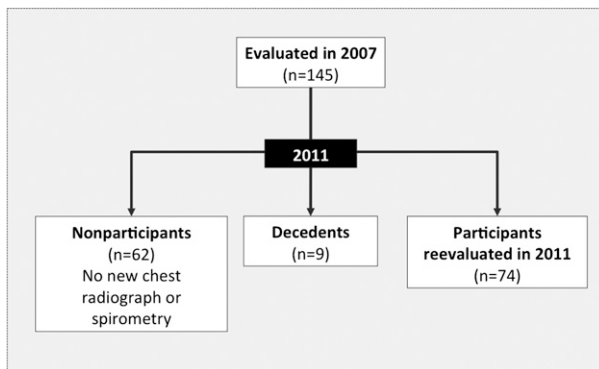 Evaluated in 2007
(n=145)
2011
Nonparticipants
(n=62)
No new chest
radiograph or
spirometry
Decedents
(n=9)
Participants
reevaluated in 2011
(n=74)